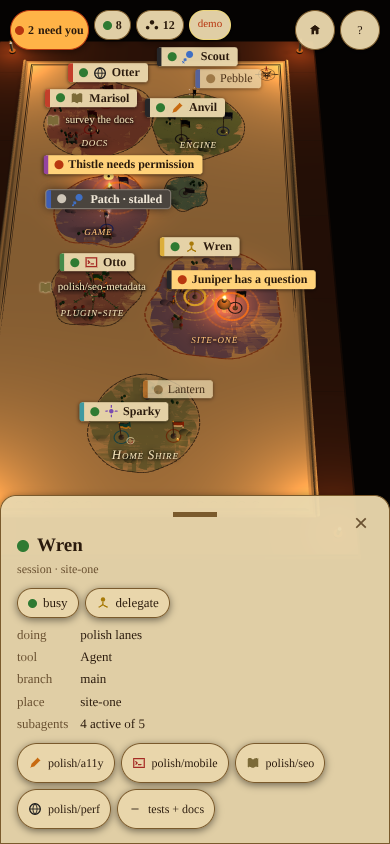 2 need you
8
12
demo
?
Scout
Otter
Pebble
Marisol
Anvil
survey the docs
DOCS
ENGINE
Thistle needs permission
Patch · stalled
GAME
Wren
Otto
Juniper has a question
polish/seo-metadata
PLUGIN-SITE
SITE-ONE
Lantern
Sparky
HOME SHIRE
Wren
session · site-one
busy
delegate
doing polish lanes
tool Agent
branch main
place site-one
subagents 4 active of 5
polish/a11y
polish/mobile
polish/seo
polish/perf
tests + docs